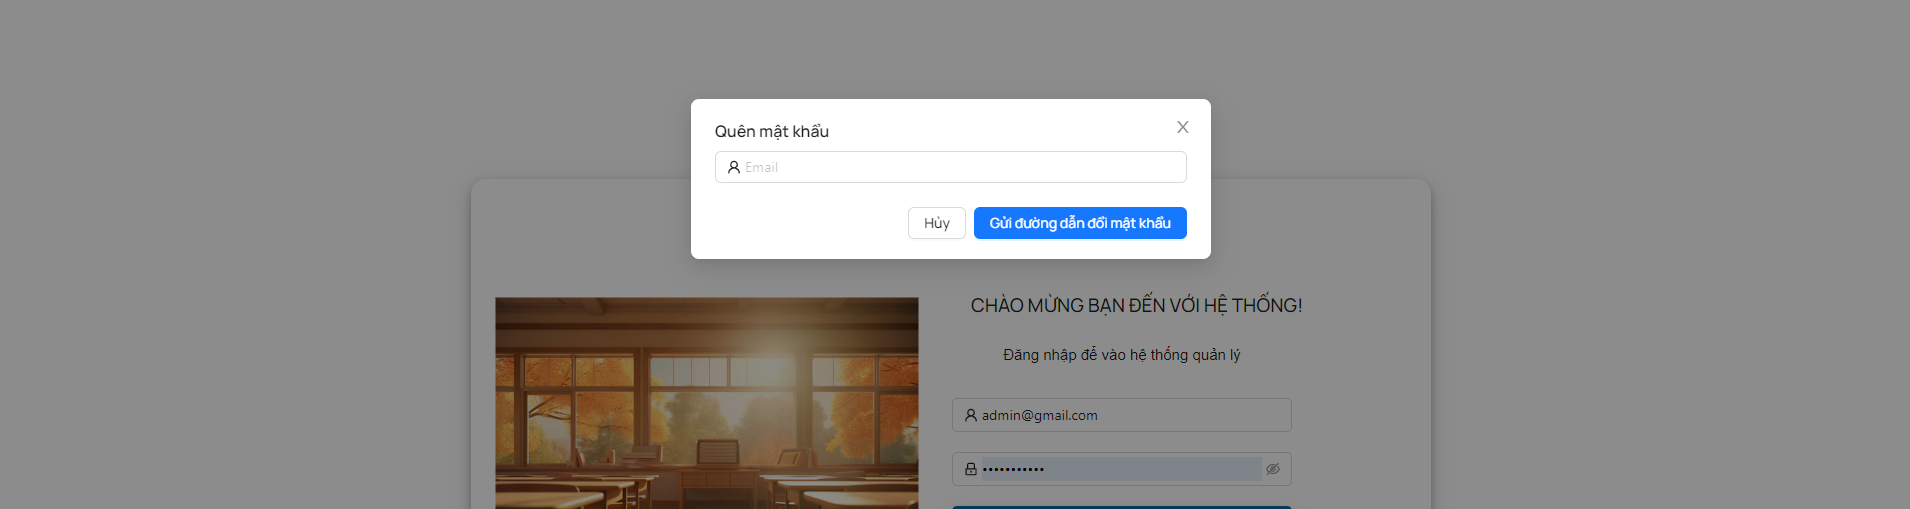 Quên mật khẩu
Email
Hủy
Gửi đường dẫn đổi mật khẩu
CHÀO MỪNG BẠN ĐẾN VỚI HỆ THỐNG!
Đăng nhập để vào hệ thống quản lý
admin@gmail.com
•••••••••••